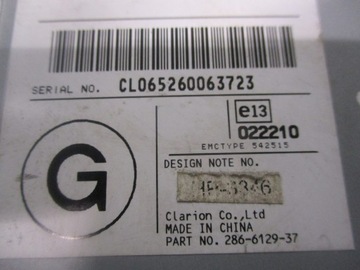 SERIAL NO. CL065260063723
e13
022210
EMCTYPE 542515
G
DESIGN NOTE NO.
Clarion Co.,Ltd
MADE IN CHINA
PART NO. 286-6129-37